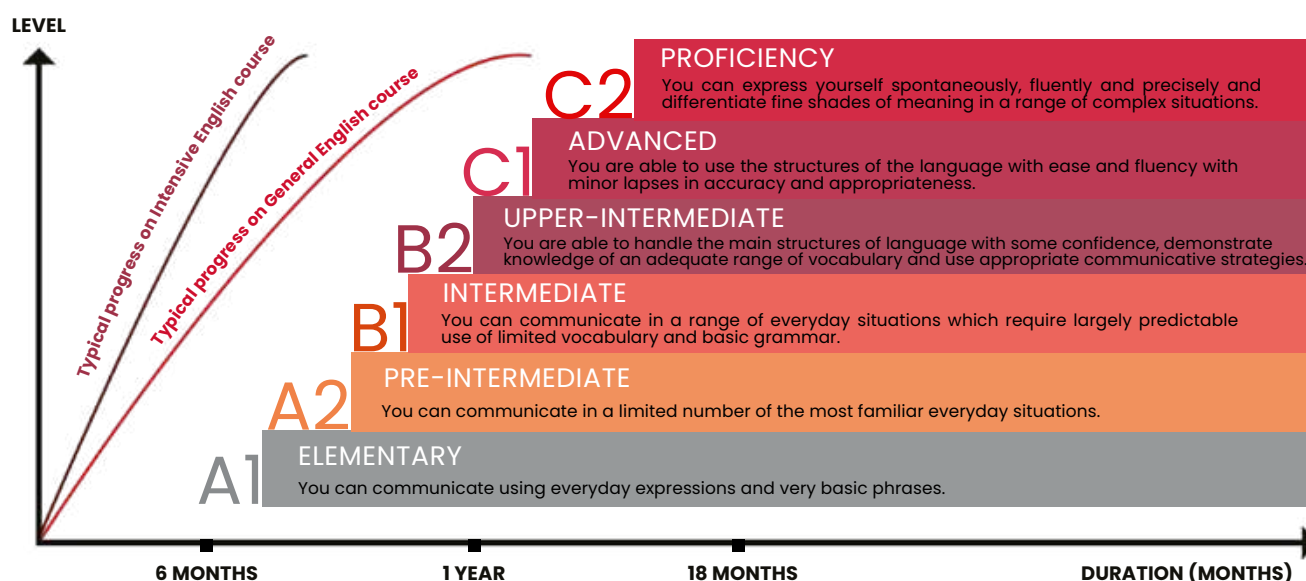 LEVEL
Typical progress on Intensive English course
Typical progress on General English course
C2
PROFICIENCY
You can express yourself spontaneously, fluently and precisely and
differentiate fine shades of meaning in a range of complex situations.
C1
ADVANCED
You are able to use the structures of the language with ease and fluency with
minor lapses in accuracy and appropriateness.
B2
UPPER-INTERMEDIATE
You are able to handle the main structures of language with some confidence, demonstrate
knowledge of an adequate range of vocabulary and use appropriate communicative strategies.
B1
INTERMEDIATE
You can communicate in a range of everyday situations which require largely predictable
use of limited vocabulary and basic grammar.
A2
PRE-INTERMEDIATE
You can communicate in a limited number of the most familiar everyday situations.
A1
ELEMENTARY
You can communicate using everyday expressions and very basic phrases.
6 MONTHS
1 YEAR
18 MONTHS
DURATION (MONTHS)